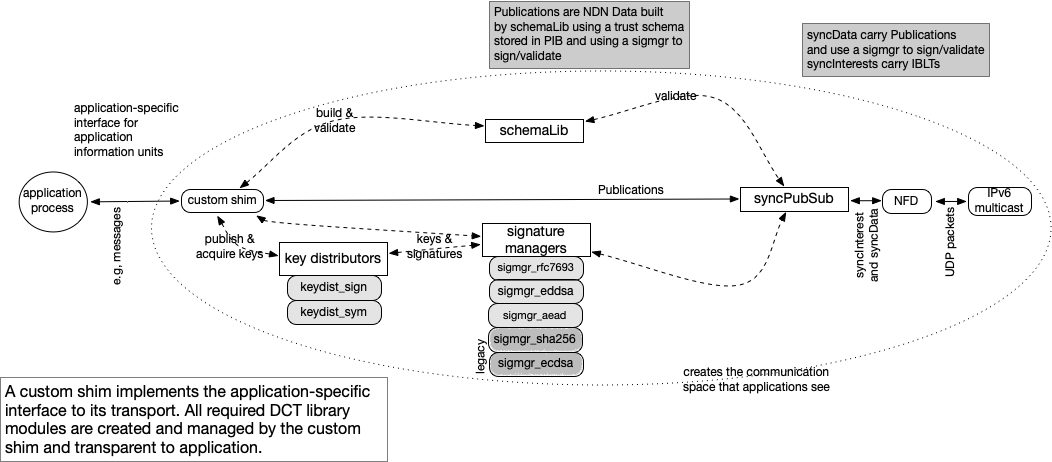 Publications are NDN Data built
by schemaLib using a trust schema
stored in PIB and using a sigmgr to
sign/validate
syncData carry Publications
and use a sigmgr to sign/validate
syncInterests carry IBLTs
application-specific
interface for
application
information units
build &
validate
validate
schemaLib
application
process
custom shim
Publications
syncPubSub
NFD
IPv6
multicast
e.g, messages
publish &
acquire keys
keys &
signatures
signature
managers
key distributors
keydist_sign
keydist_sym
sigmgr_rfc7693
sigmgr_eddsa
sigmgr_aead
sigmgr_sha256
sigmgr_ecdsa
legacy
syncInterest
and syncData
UDP packets
creates the communication
space that applications see
A custom shim implements the application-specific
interface to its transport. All required DCT library
modules are created and managed by the custom
shim and transparent to application.